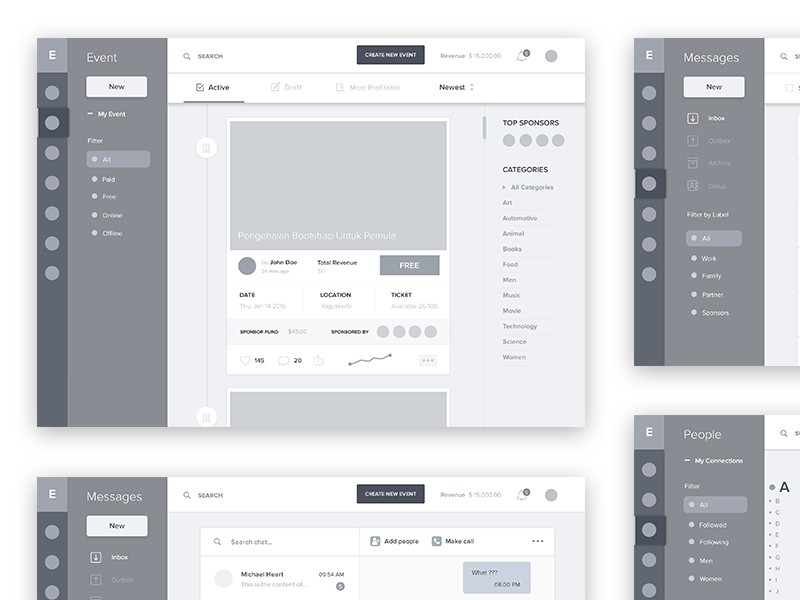 E
Event
New
My Event
Filter
All
Paid
Free
Online
Offline
SEARCH
CREATE NEW EVENT
Revenue $ 15,000.00
Active
Draft
Most Profitable
Newest
Pengenalan Bootstrap Untuk Pemula
by John Doe
24 mins ago
Total Revenue
$0
FREE
DATE
Thu, Jan 14 2016
LOCATION
Yogyakarta
TICKET
Available 26/100
SPONSOR FUND $4500
SPONSORED BY
145
20
TOP SPONSORS
CATEGORIES
All Categories
Art
Automotive
Animal
Books
Food
Men
Music
Movie
Technology
Science
Women
E
Messages
New
Inbox
Outbox
Archive
Group
Filter by Label
All
Work
Family
Partner
Sponsors
E
Messages
New
Inbox
Outbox
SEARCH
CREATE NEW EVENT
Revenue $ 15,000.00
Search chat...
Add people
Make call
Michael Heart
09:54 AM
This is the content of...
5
What ???
08.00 PM
E
People
My Connections
Filter
All
Followed
Following
Men
Women
A
B
C
D
E
F
G
H
I
J